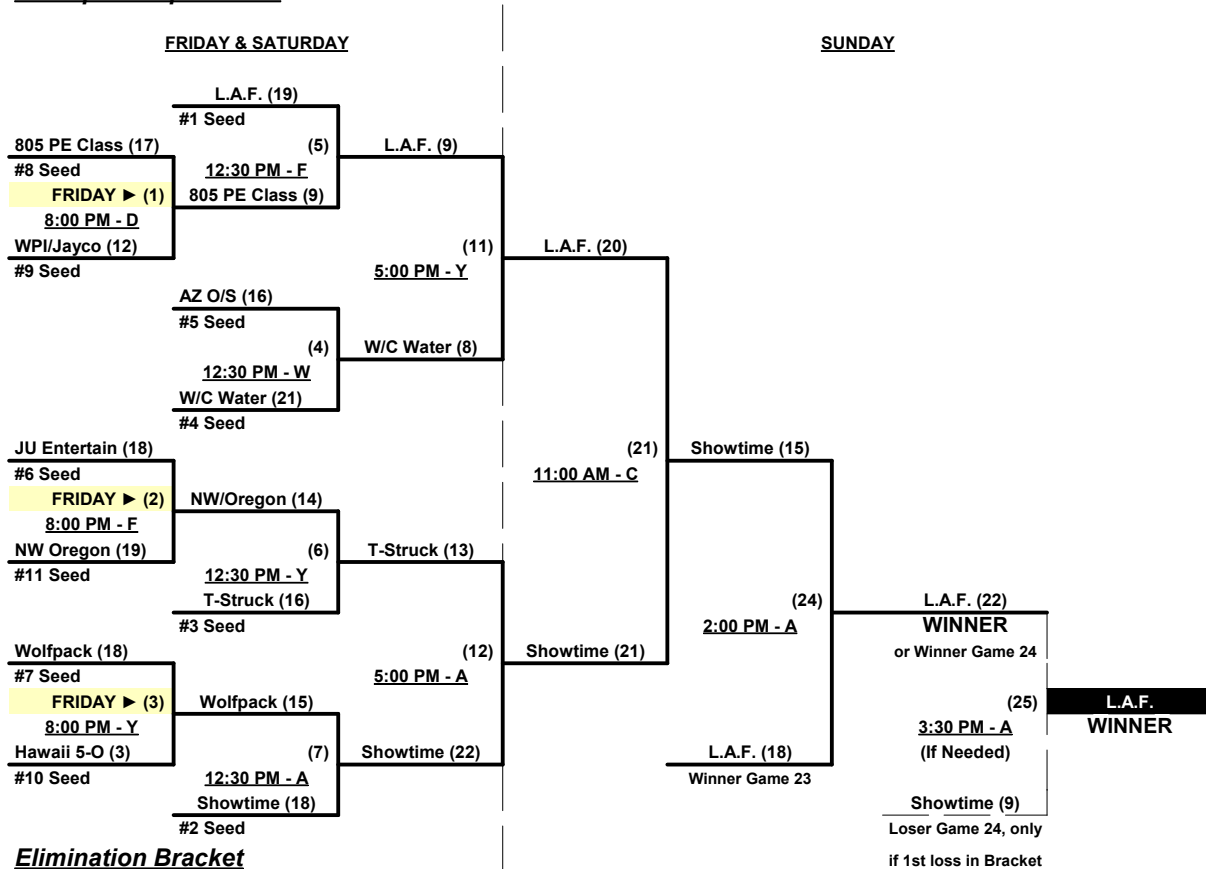 FRIDAY & SATURDAY
SUNDAY
L.A.F. (19)
#1 Seed
805 PE Class (17)
(5)
L.A.F. (9)
#8 Seed
12:30 PM - F
FRIDAY ► (1)
805 PE Class (9)
8:00 PM - D
WPI/Jayco (12)
(11)
L.A.F. (20)
#9 Seed
5:00 PM - Y
AZ O/S (16)
#5 Seed
(4)
W/C Water (8)
12:30 PM - W
W/C Water (21)
#4 Seed
JU Entertain (18)
(21)
Showtime (15)
#6 Seed
11:00 AM - C
FRIDAY ► (2)
NW/Oregon (14)
8:00 PM - F
NW Oregon (19)
(6)
T-Struck (13)
#11 Seed
12:30 PM - Y
T-Struck (16)
(24)
L.A.F. (22)
#3 Seed
2:00 PM - A
WINNER
Wolfpack (18)
(12)
Showtime (21)
or Winner Game 24
#7 Seed
5:00 PM - A
FRIDAY ► (3)
Wolfpack (15)
(25)
L.A.F.
8:00 PM - Y
3:30 PM - A
WINNER
Hawaii 5-O (3)
(7)
Showtime (22)
L.A.F. (18)
(If Needed)
#10 Seed
12:30 PM - A
Winner Game 23
Showtime (18)
Showtime (9)
#2 Seed
Loser Game 24, only
Elimination Bracket
if 1st loss in Bracket